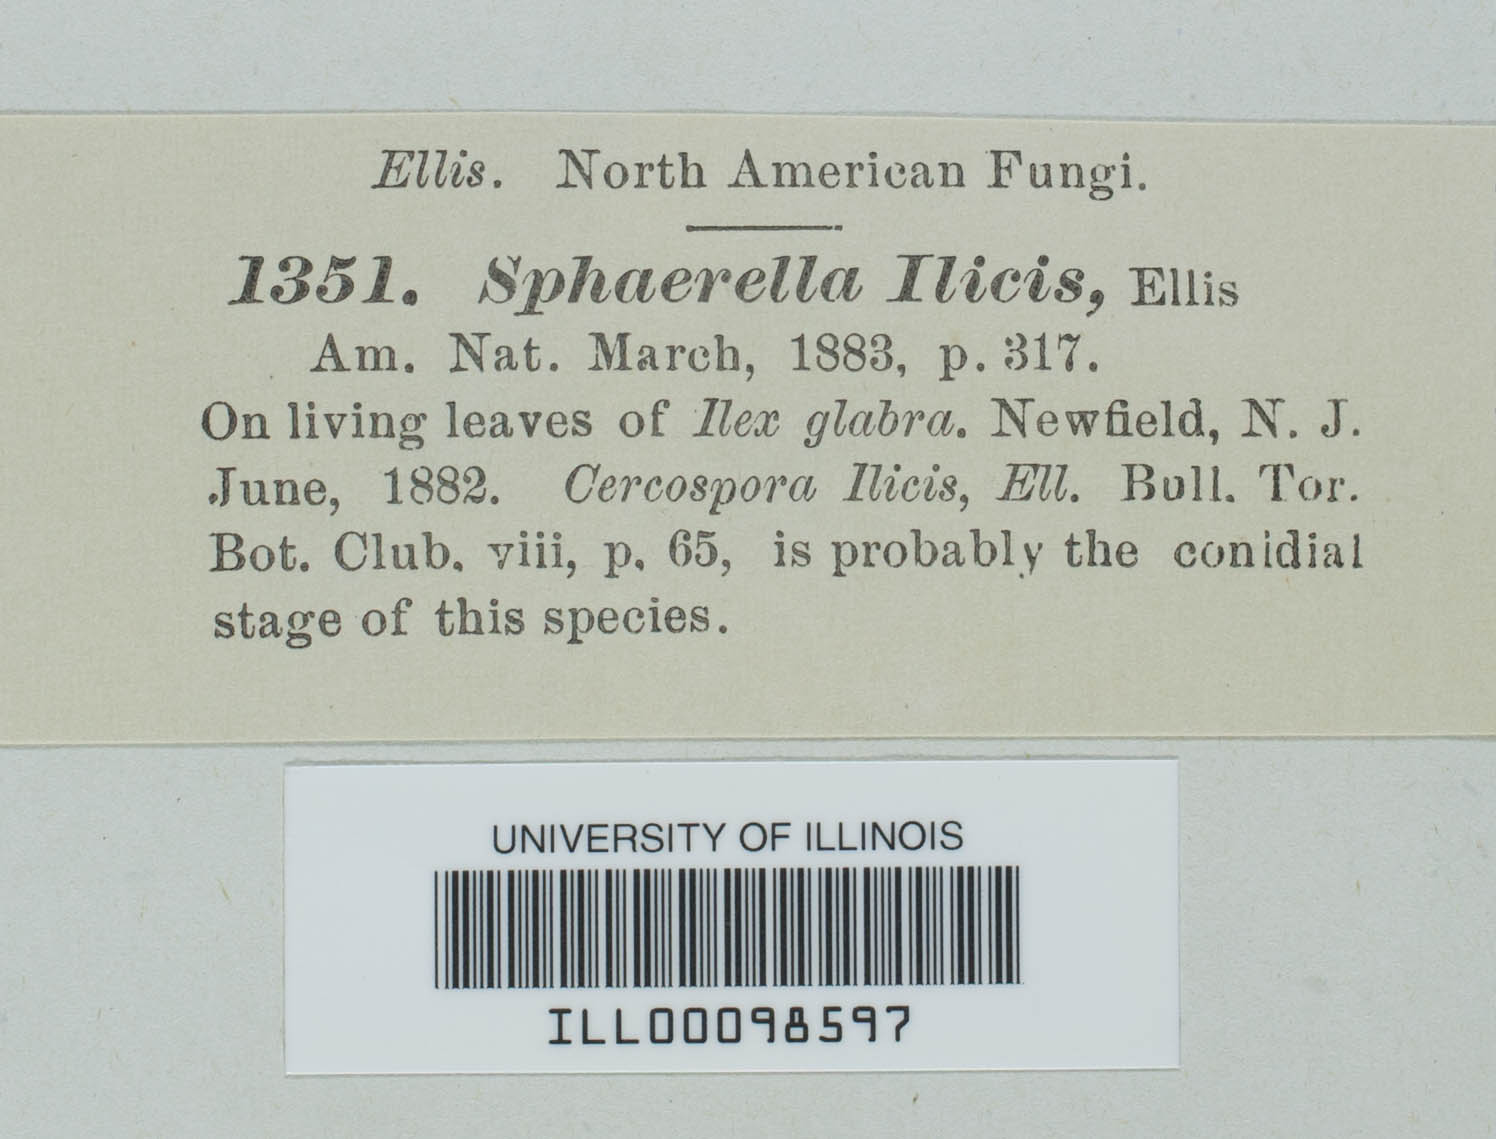 Ellis. North American Fungi.
1351. Sphaerella Ilicis, Ellis
Am. Nat. March, 1883, p. 317.
On living leaves of Ilex glabra. Newfield, N. J.
June, 1882. Cercospora Ilicis, Ell. Bull. Tor.
Bot. Club. viii, p. 65, is probably the conidial
stage of this species.
UNIVERSITY OF ILLINOIS
ILL00098597